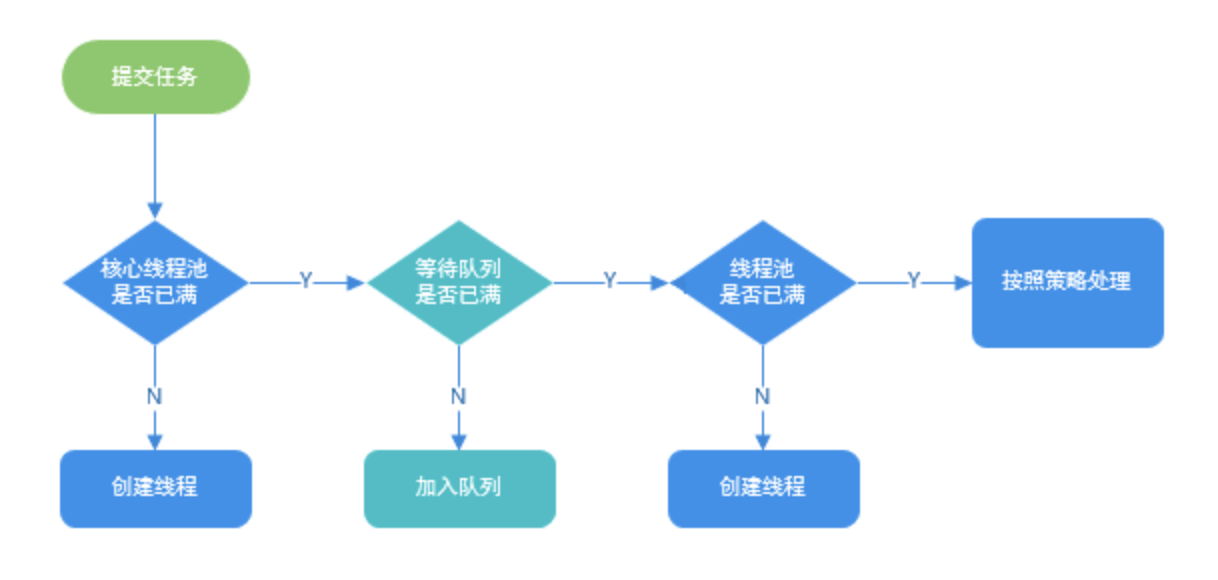 提交任务
核心线程池
是否已满
Y
等待队列
是否已满
Y
线程池
是否已满
Y
按照策略处理
N
N
N
创建线程
加入队列
创建线程